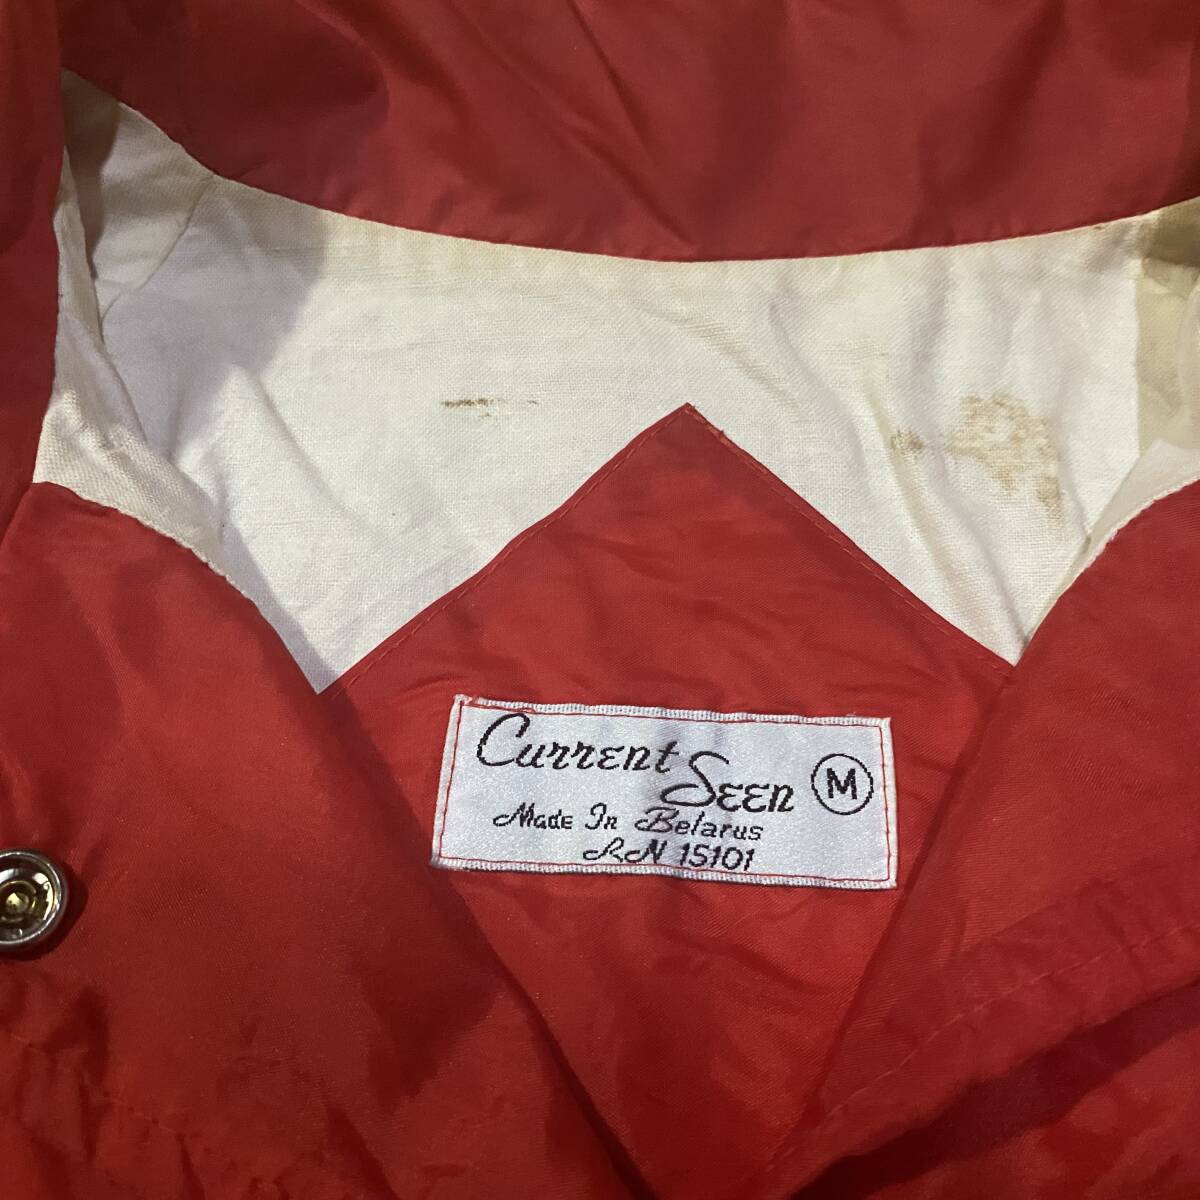 Current
Seen
M
Made In Belarus
RN 15101